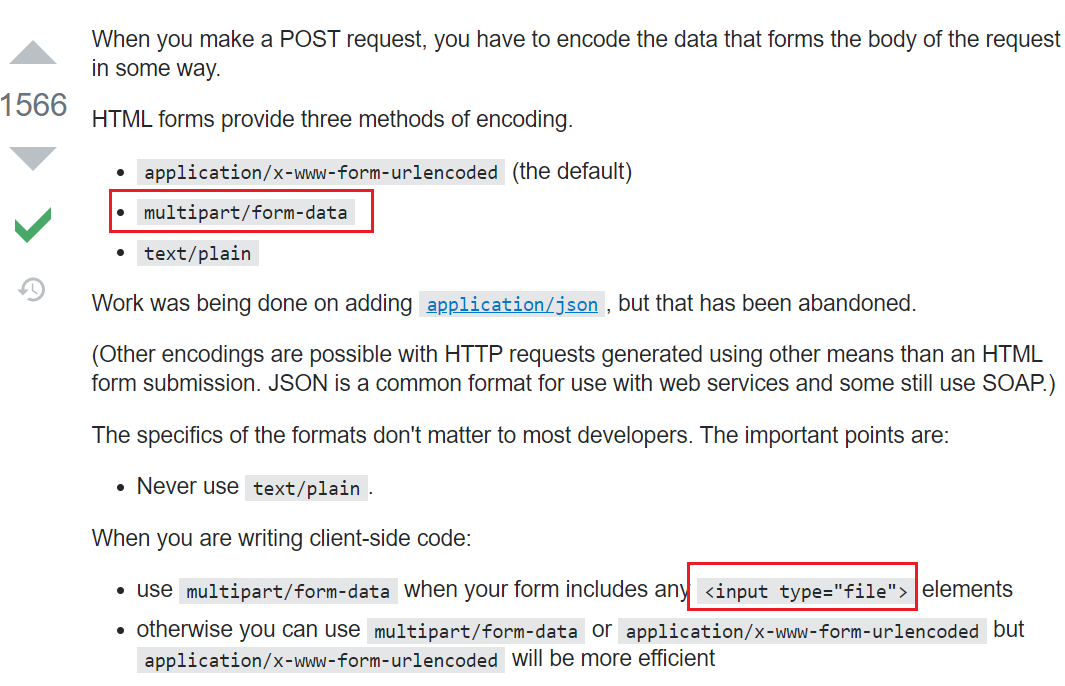 When you make a POST request, you have to encode the data that forms the body of the request
in some way.
1566
HTML forms provide three methods of encoding.
• application/x-www-form-urlencoded (the default)
• multipart/form-data
• text/plain
Work was being done on adding application/json, but that has been abandoned.
(Other encodings are possible with HTTP requests generated using other means than an HTML
form submission. JSON is a common format for use with web services and some still use SOAP.)
The specifics of the formats don't matter to most developers. The important points are:
• Never use text/plain.
When you are writing client-side code:
• use multipart/form-data when your form includes any <input type="file"> elements
• otherwise you can use multipart/form-data or application/x-www-form-urlencoded but
application/x-www-form-urlencoded will be more efficient